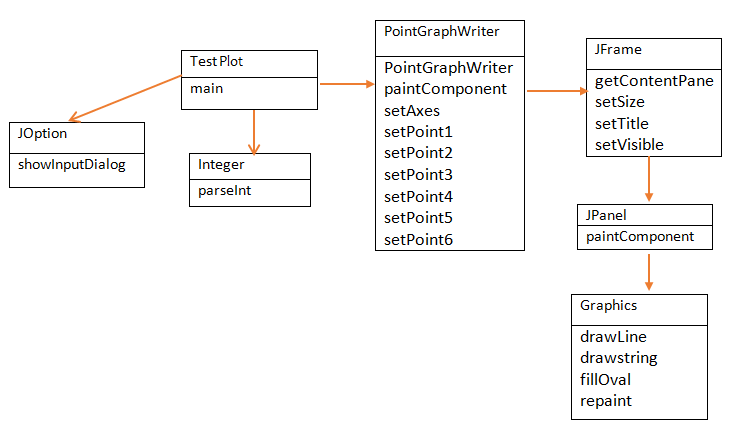 TestPlot
main
JOption
showInputDialog
Integer
parseInt
PointGraphWriter
PointGraphWriter
paintComponent
setAxes
setPoint1
setPoint2
setPoint3
setPoint4
setPoint5
setPoint6
JFrame
getContentPane
setSize
setTitle
setVisible
JPanel
paintComponent
Graphics
drawLine
drawstring
fillOval
repaint